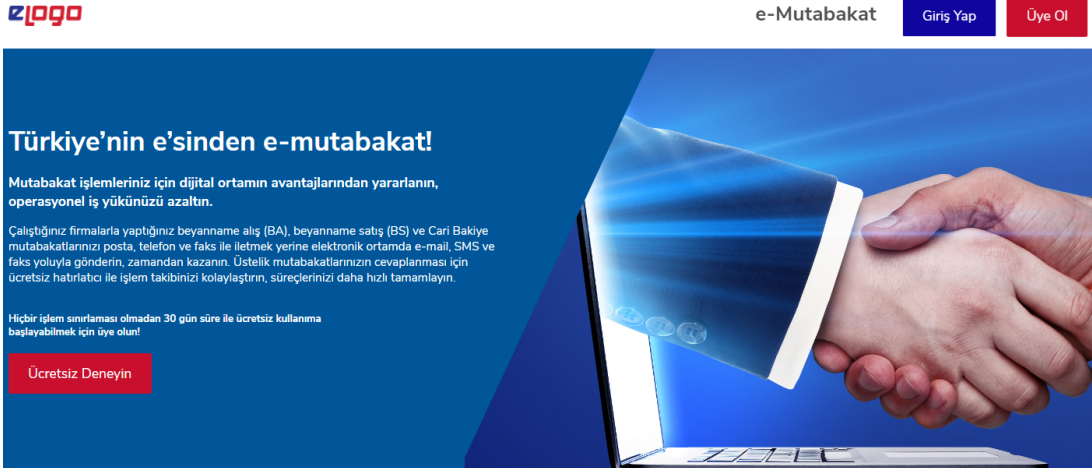 eLOGO
e-Mutabakat
Giriş Yap
Üye Ol
Türkiye’nin e’sinden e-mutabakat!
Mutabakat işlemleriniz için dijital ortamın avantajlarından yararlanın,
operasyonel iş yükünüzü azaltın.
Çalıştığınız firmalarla yaptığınız beyanname alış (BA), beyanname satış (BS) ve Cari Bakiye
mutabakatlarınızı posta, telefon ve faks ile iletmek yerine elektronik ortamda e-mail, SMS ve
faks yoluyla gönderin, zamandan kazanın. Üstelik mutabakatlarınızın cevaplanması için
ücretsiz hatırlatıcı ile işlem takibinizi kolaylaştırın, süreçlerinizi daha hızlı tamamlayın.
Hiçbir işlem sınırlaması olmadan 30 gün süre ile ücretsiz kullanıma
başlayabilmek için üye olun!
Ücretsiz Deneyin